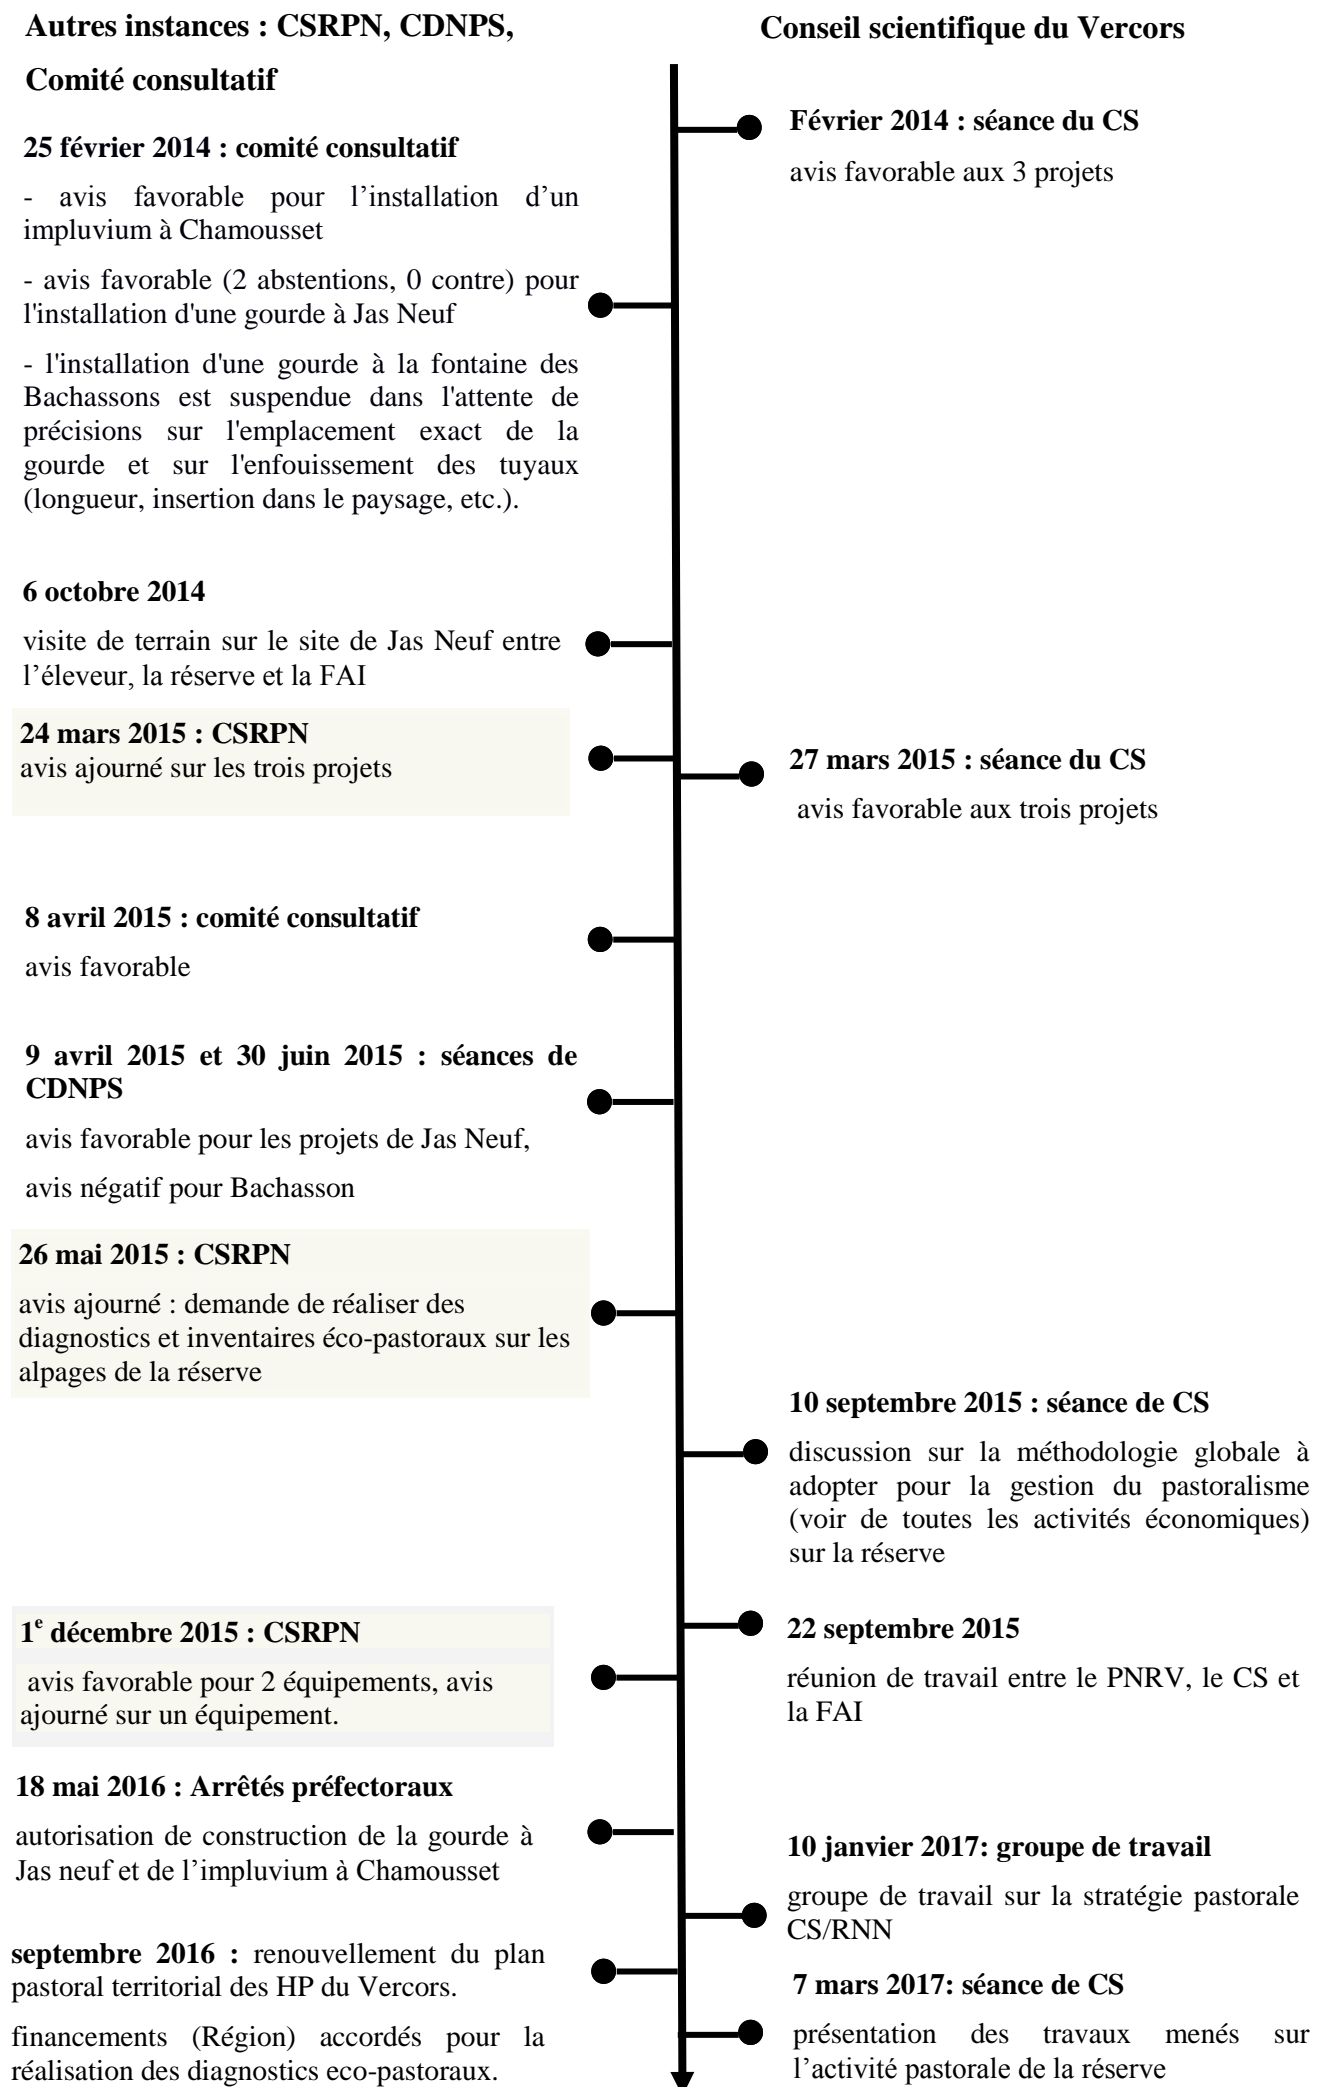 Autres instances : CSRPN, CDNPS,
Comité consultatif
25 février 2014 : comité consultatif
- avis favorable pour l’installation d’un
impluvium à Chamousset
- avis favorable (2 abstentions, 0 contre) pour
l'installation d'une gourde à Jas Neuf
- l'installation d'une gourde à la fontaine des
Bachassons est suspendue dans l'attente de
précisions sur l'emplacement exact de la
gourde et sur l'enfouissement des tuyaux
(longueur, insertion dans le paysage, etc.).
6 octobre 2014
visite de terrain sur le site de Jas Neuf entre
l’éleveur, la réserve et la FAI
24 mars 2015 : CSRPN
avis ajourné sur les trois projets
8 avril 2015 : comité consultatif
avis favorable
9 avril 2015 et 30 juin 2015 : séances de
CDNPS
avis favorable pour les projets de Jas Neuf,
avis négatif pour Bachasson
26 mai 2015 : CSRPN
avis ajourné : demande de réaliser des
diagnostics et inventaires éco-pastoraux sur les
alpages de la réserve
1e décembre 2015 : CSRPN
avis favorable pour 2 équipements, avis
ajourné sur un équipement.
18 mai 2016 : Arrêtés préfectoraux
autorisation de construction de la gourde à
Jas neuf et de l’impluvium à Chamousset
septembre 2016 : renouvellement du plan
pastoral territorial des HP du Vercors.
financements (Région) accordés pour la
réalisation des diagnostics eco-pastoraux.
Conseil scientifique du Vercors
Février 2014 : séance du CS
avis favorable aux 3 projets
27 mars 2015 : séance du CS
avis favorable aux trois projets
10 septembre 2015 : séance de CS
discussion sur la méthodologie globale à
adopter pour la gestion du pastoralisme
(voir de toutes les activités économiques)
sur la réserve
22 septembre 2015
réunion de travail entre le PNRV, le CS et
la FAI
10 janvier 2017: groupe de travail
groupe de travail sur la stratégie pastorale
CS/RNN
7 mars 2017: séance de CS
présentation des travaux menés sur
l’activité pastorale de la réserve